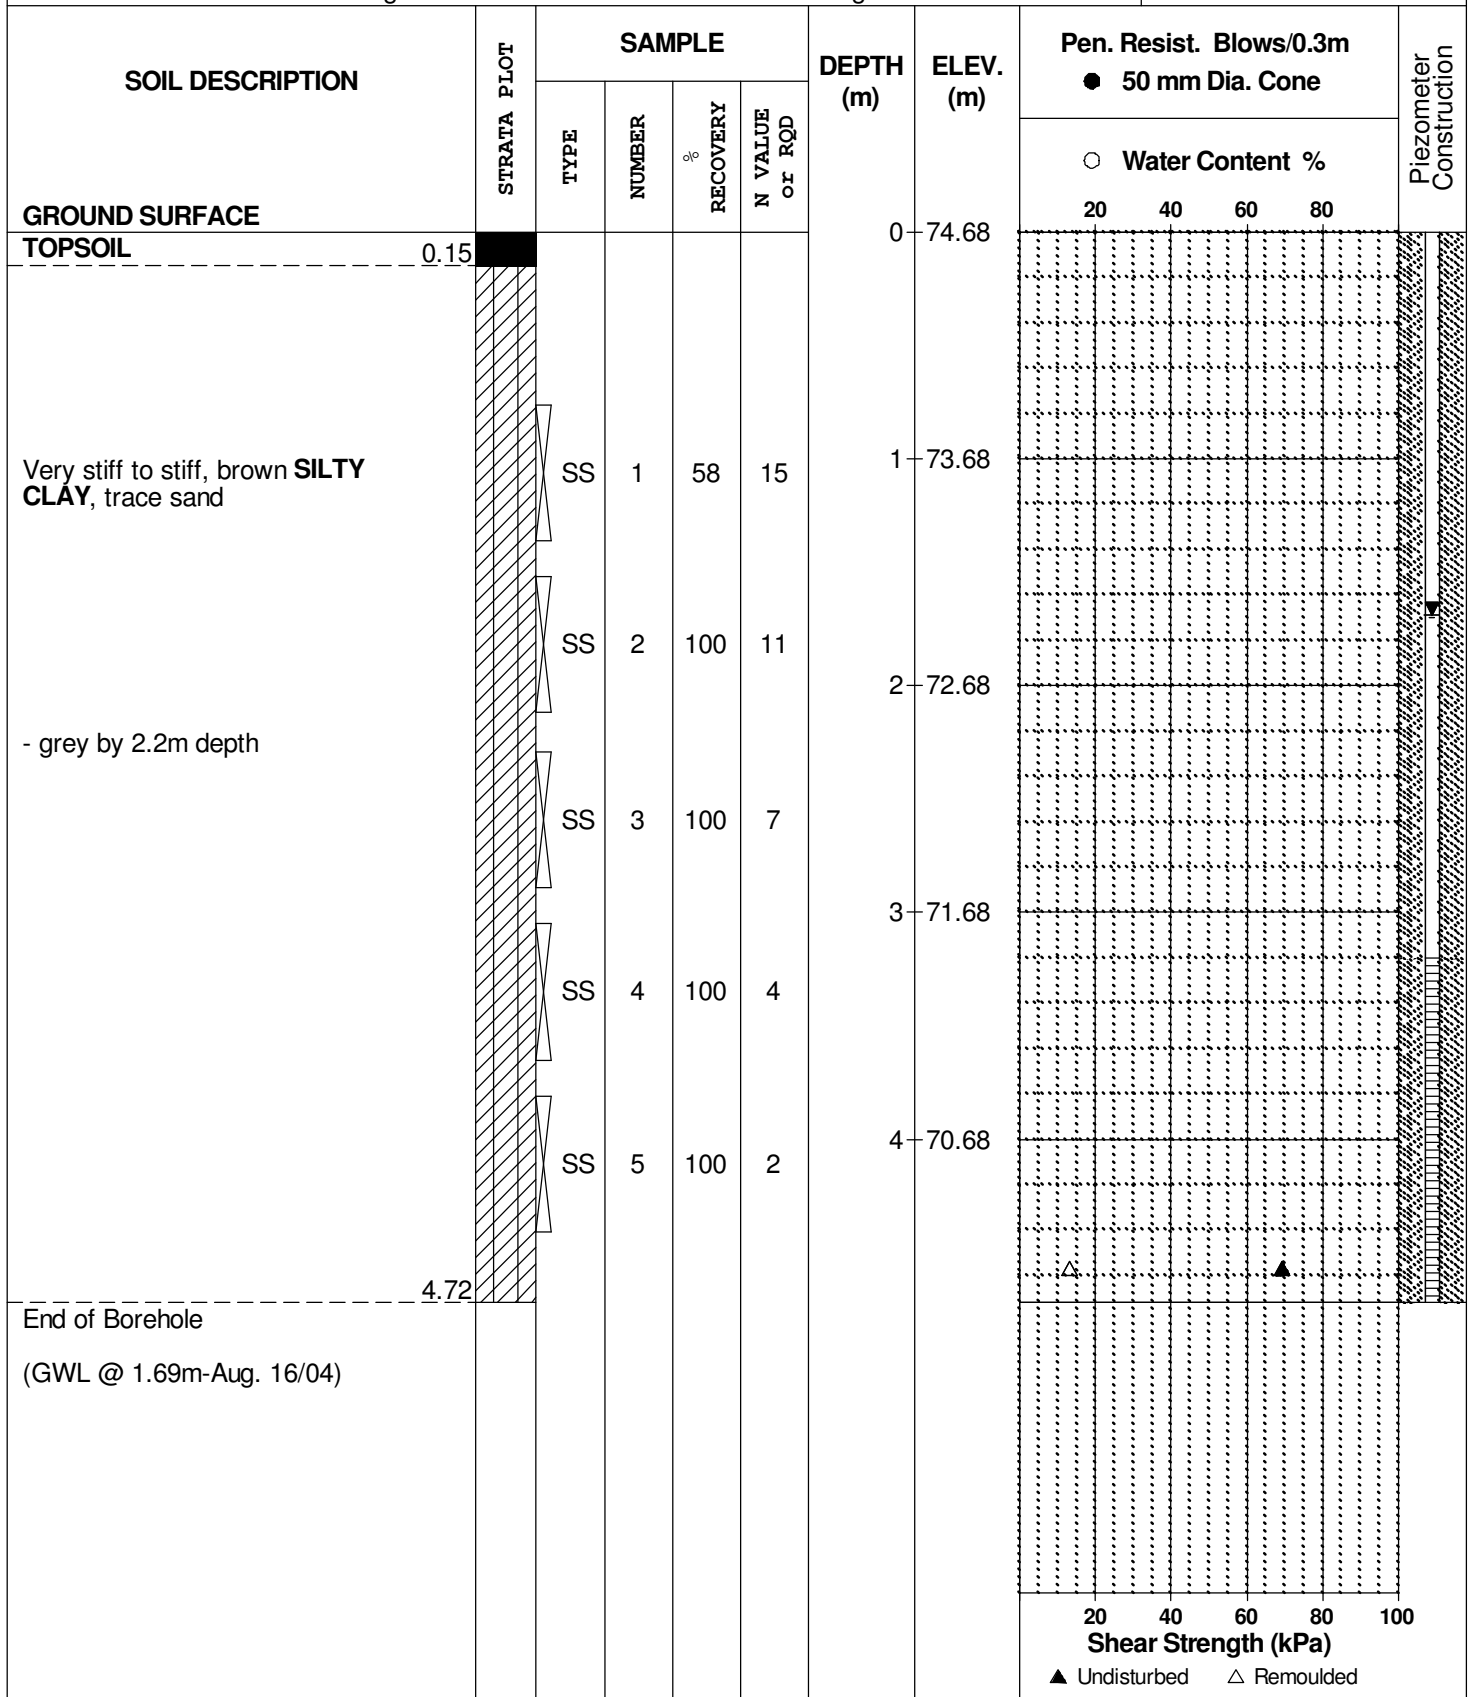 SOIL DESCRIPTION
STRATA PLOT
SAMPLE
TYPE
NUMBER
% RECOVERY
N VALUE or RQD
DEPTH (m)
ELEV. (m)
Pen. Resist. Blows/0.3m
● 50 mm Dia. Cone
○ Water Content %
Piezometer Construction
20 40 60 80
GROUND SURFACE
0 74.68
TOPSOIL 0.15
1 73.68
Very stiff to stiff, brown SILTY
CLAY, trace sand
SS 1 58 15
SS 2 100 11
2 72.68
- grey by 2.2m depth
SS 3 100 7
3 71.68
SS 4 100 4
4 70.68
SS 5 100 2
4.72
End of Borehole
(GWL @ 1.69m-Aug. 16/04)
20 40 60 80 100
Shear Strength (kPa)
▲ Undisturbed △ Remoulded